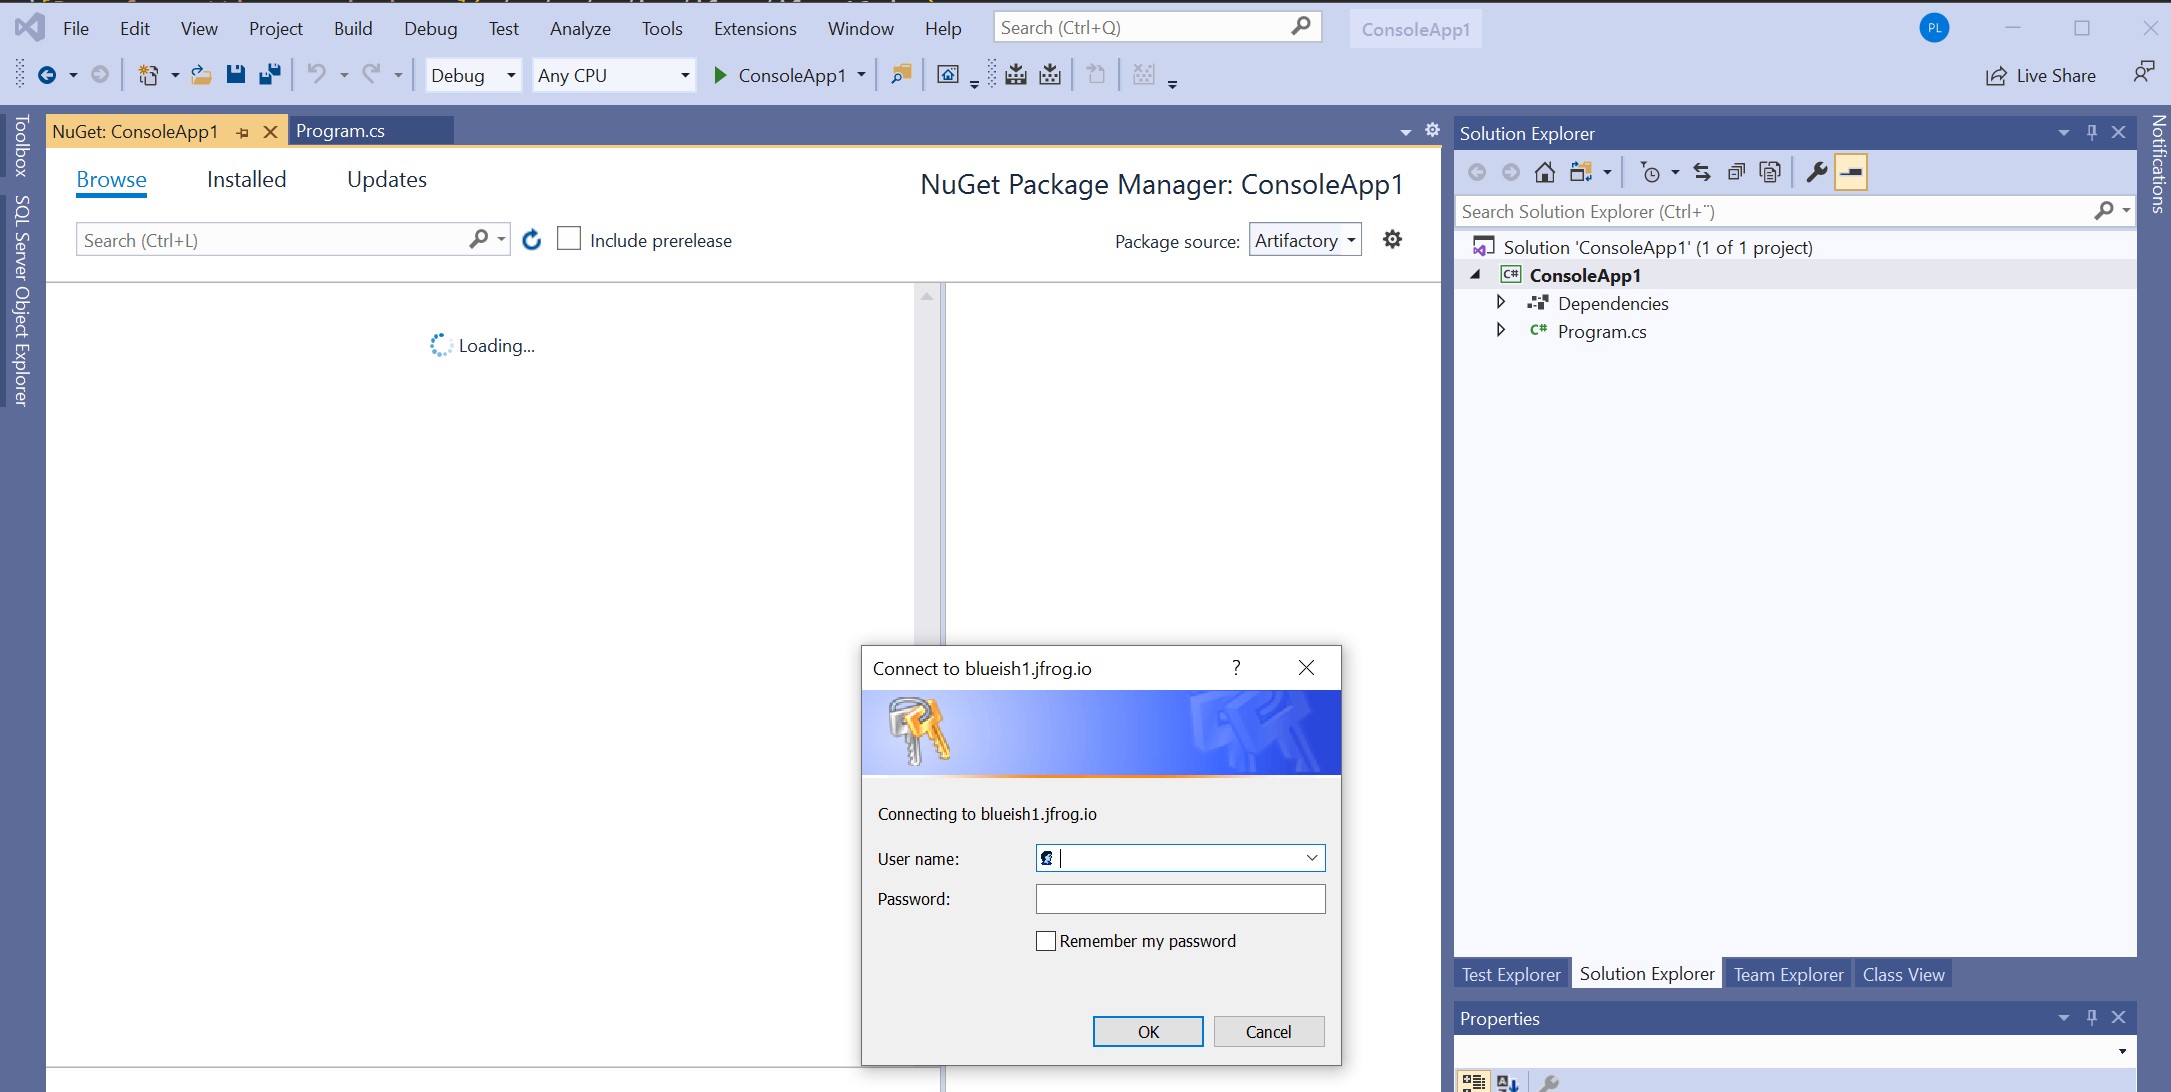 File Edit View Project Build Debug Test Analyze Tools Extensions Window Help Search (Ctrl+Q) ConsoleApp1 PL
Debug Any CPU ConsoleApp1 Live Share
Toolbox
SQL Server Object Explorer
NuGet: ConsoleApp1 Program.cs
Browse Installed Updates
NuGet Package Manager: ConsoleApp1
Search (Ctrl+L) Include prerelease Package source: Artifactory
Loading...
Connect to blueish1.jfrog.io ?
Connecting to blueish1.jfrog.io
User name:
Password:
Remember my password
OK Cancel
Solution Explorer
Search Solution Explorer (Ctrl+¨)
Solution 'ConsoleApp1' (1 of 1 project)
C# ConsoleApp1
Dependencies
C# Program.cs
Test Explorer Solution Explorer Team Explorer Class View
Properties
Notifications